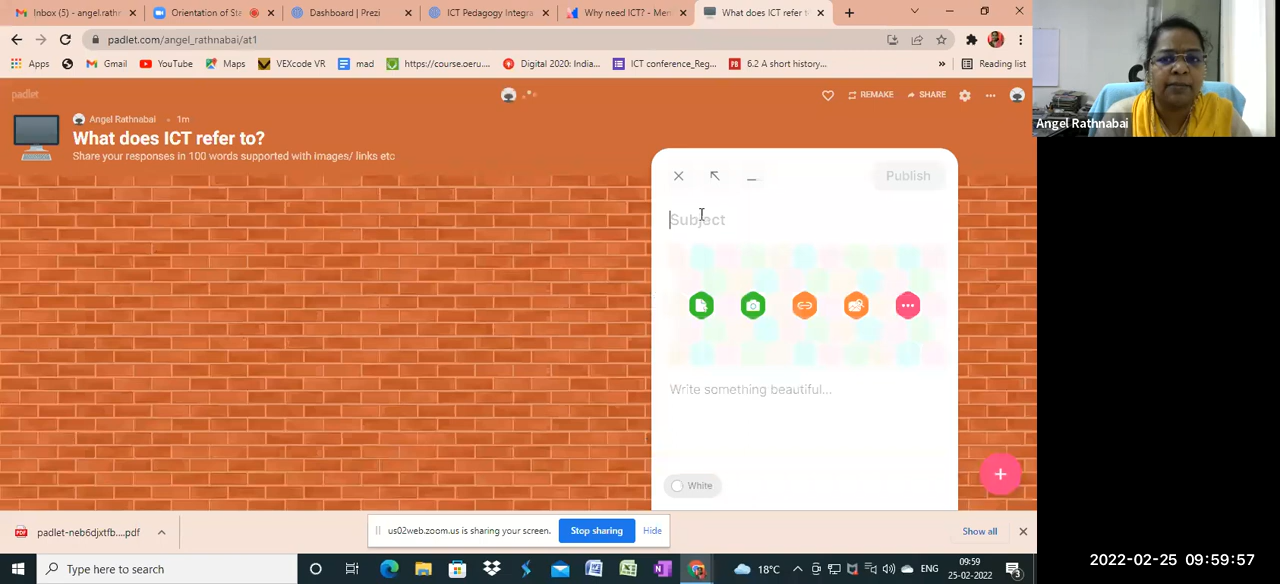 Inbox (5) - angel.rathn
Orientation of Sta
Dashboard | Prezi
ICT Pedagogy Integra
Why need ICT? - Men
What does ICT refer t
padlet.com/angel_rathnabai/at1
Apps
Gmail
YouTube
Maps
VEXcode VR
mad
https://course.oeru...
Digital 2020: India...
ICT conference_Reg...
6.2 A short history...
»
Reading list
padlet
REMAKE
SHARE
Angel Rathnabai • 1m
What does ICT refer to?
Share your responses in 100 words supported with images/ links etc
Publish
Subject
Write something beautiful...
White
padlet-neb6djxtfb....pdf
us02web.zoom.us is sharing your screen.
Stop sharing
Hide
Show all
Type here to search
18°C
ENG
09:59
25-02-2022
3
Angel Rathnabai
2022-02-25 09:59:57